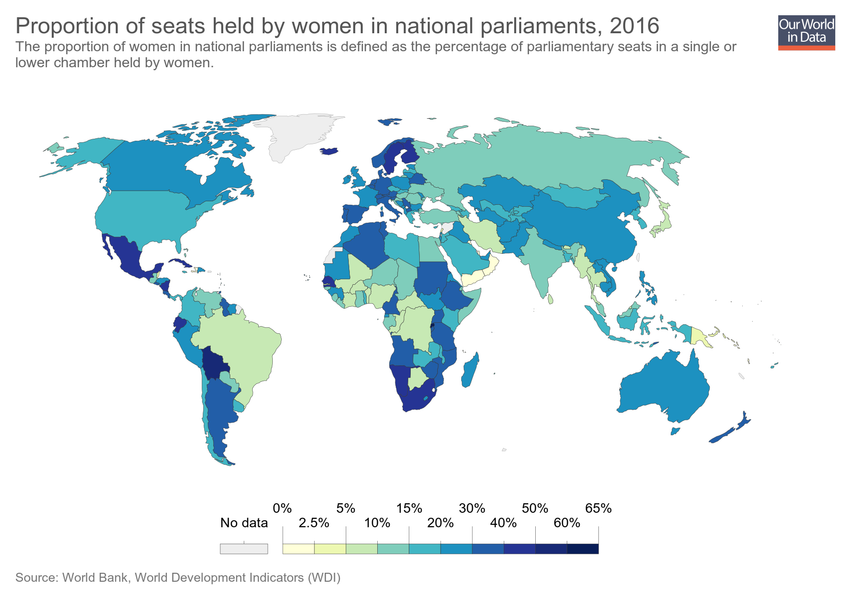 Proportion of seats held by women in national parliaments, 2016
Our World
in Data
The proportion of women in national parliaments is defined as the percentage of parliamentary seats in a single or
lower chamber held by women.
0% 5% 15% 30% 50% 65%
No data 2.5% 10% 20% 40% 60%
Source: World Bank, World Development Indicators (WDI)